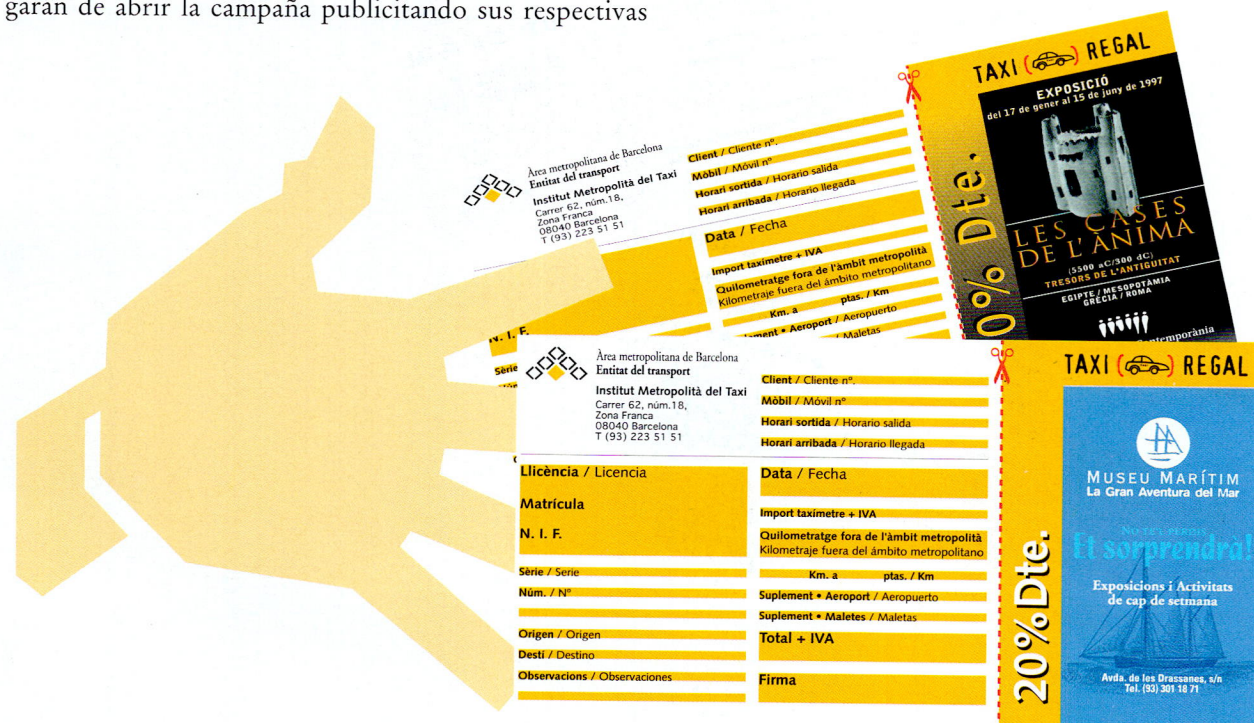 garán de abrir la campaña publicitando sus respectivas
TAXI REGAL
EXPOSICIÓ
del 17 de gener al 15 de juny de 1997
LES CASES
DE L'ÀNIMA
(5500 aC/300 dC)
TRESORS DE L'ANTIGUITAT
EGIPTE / MESOPOTÀMIA
GRÈCIA / ROMA
0% Dte.
Àrea metropolitana de Barcelona
Entitat del transport
Institut Metropolità del Taxi
Carrer 62, núm.18,
Zona Franca
08040 Barcelona
T (93) 223 51 51
Client / Cliente nº.
Mòbil / Móvil nº
Horari sortida / Horario salida
Horari arribada / Horario llegada
Data / Fecha
Import taxímetre + IVA
Quilometratge fora de l'àmbit metropolità
Kilometraje fuera del ámbito metropolitano
Km. a ptas. / Km
• Aeroport / Aeropuerto
/ Maletas
N. I. F.
Sèrie
Àrea metropolitana de Barcelona
Entitat del transport
Institut Metropolità del Taxi
Carrer 62, núm.18,
Zona Franca
08040 Barcelona
T (93) 223 51 51
Client / Cliente nº.
Mòbil / Móvil nº
Horari sortida / Horario salida
Horari arribada / Horario llegada
Llicència / Licencia
Matrícula
N. I. F.
Sèrie / Serie
Núm. / Nº
Origen / Origen
Destí / Destino
Observacions / Observaciones
Data / Fecha
Import taxímetre + IVA
Quilometratge fora de l'àmbit metropolità
Kilometraje fuera del ámbito metropolitano
Km. a ptas. / Km
Suplement • Aeroport / Aeropuerto
Suplement • Maletes / Maletas
Total + IVA
Firma
20% Dte.
TAXI REGAL
MUSEU MARÍTIM
La Gran Aventura del Mar
Et sorprendrà!
Exposicions i Activitats
de cap de setmana
Avda. de les Drassanes, s/n
Tel. (93) 301 18 71